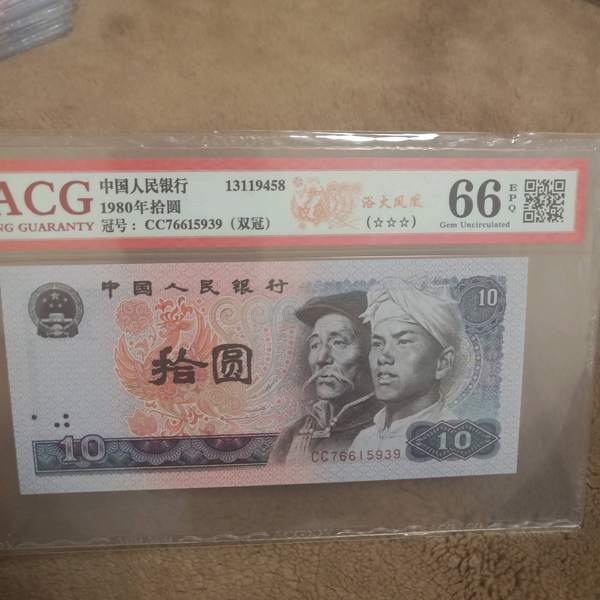 ACG
NG GUARANTY
中国人民银行 13119458
1980年拾圆
冠号：CC76615939（双冠）
浴火凤凰
(☆☆☆)
66
EPQ
Gem Uncirculated
中国人民银行
10
拾圆
10
10
CC76615939